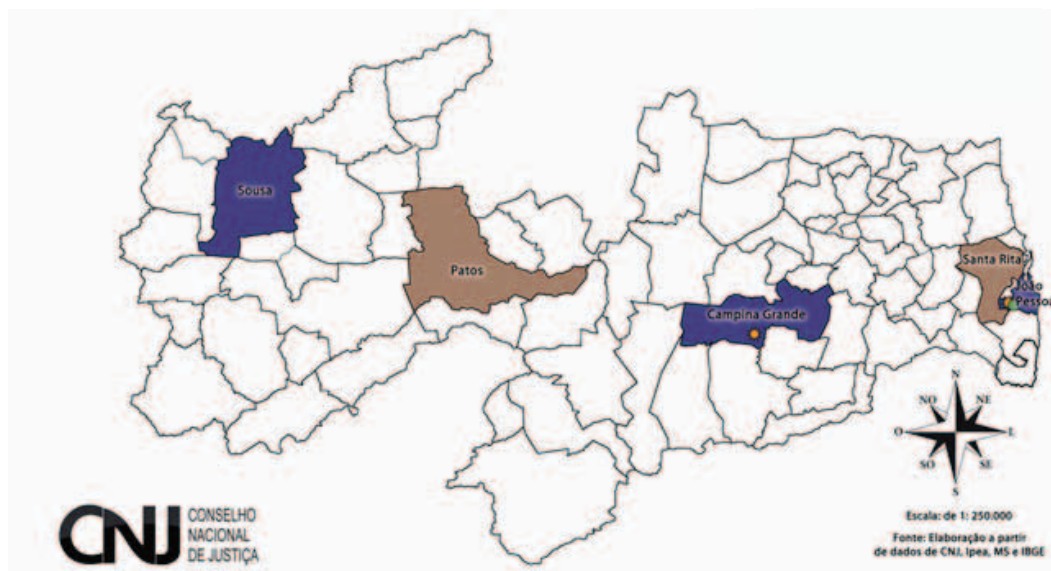 Sousa
Patos
Santa Rita
João
Pessoa
Campina Grande
N
NO
NE
O
L
SO
SE
S
CNJ
CONSELHO
NACIONAL
DE JUSTIÇA
Escala: de 1: 250.000
Fonte: Elaboração a partir
de dados de CNJ, Ipea, MS e IBGE